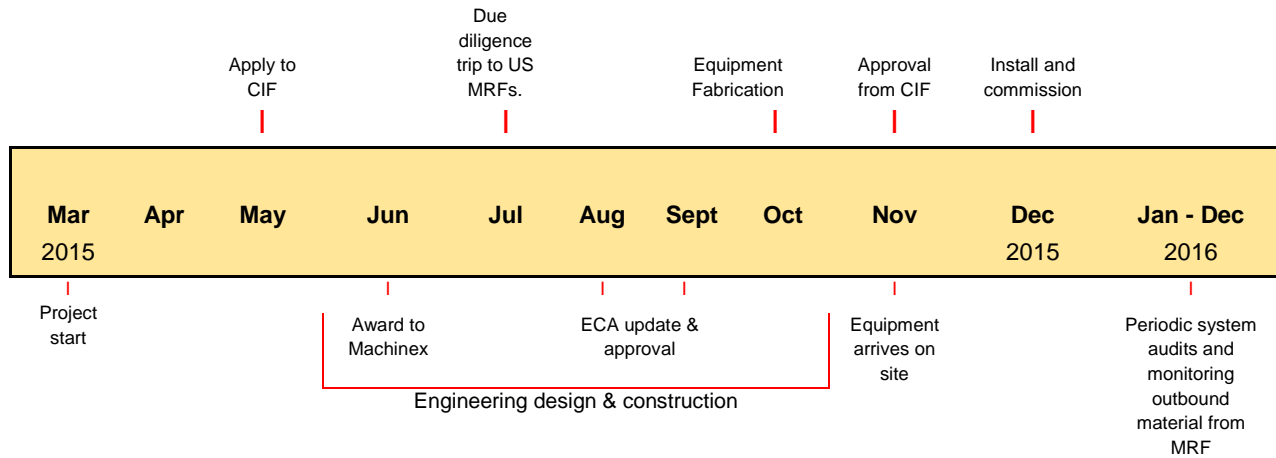 Due
diligence
trip to US
MRFs.
Apply to
CIF
Equipment
Fabrication
Approval
from CIF
Install and
commission
Mar Apr May Jun Jul Aug Sept Oct Nov Dec Jan - Dec
2015 2015 2016
Project
start
Award to
Machinex
ECA update &
approval
Equipment
arrives on
site
Periodic system
audits and
monitoring
outbound
material from
MRF
Engineering design & construction